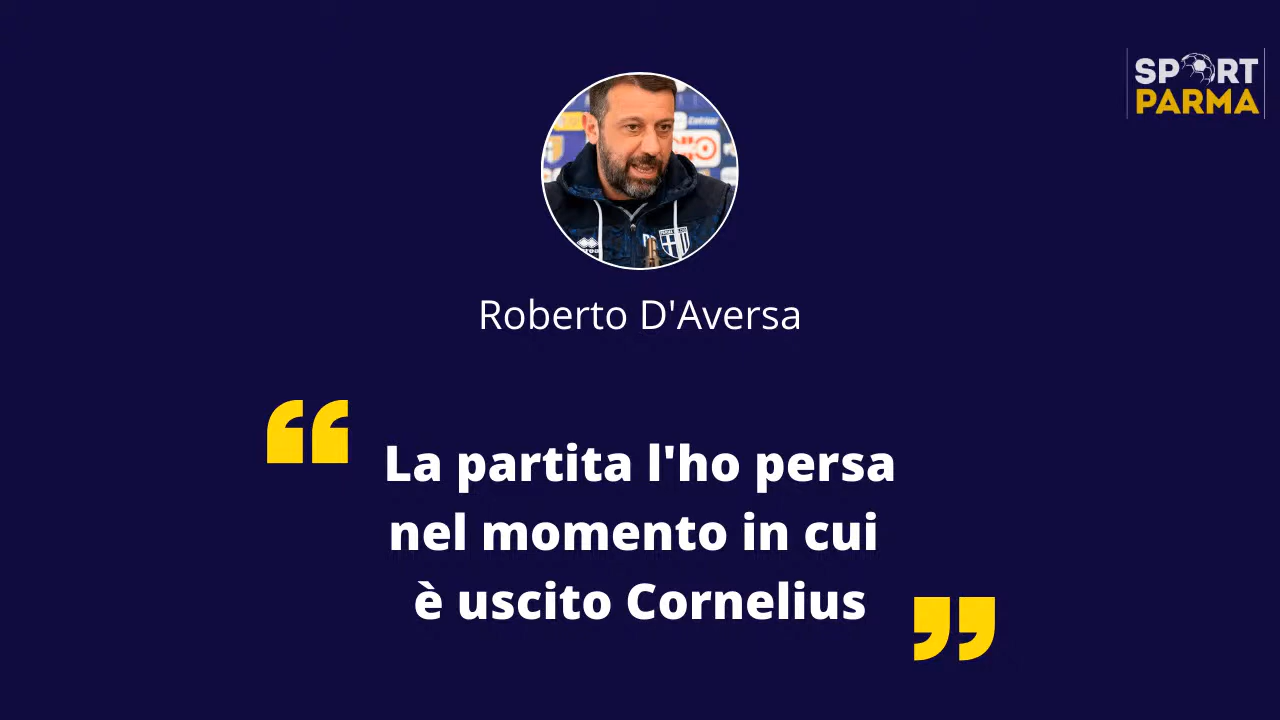 SPORT
PARMA
Roberto D'Aversa
La partita l'ho persa
nel momento in cui
è uscito Cornelius